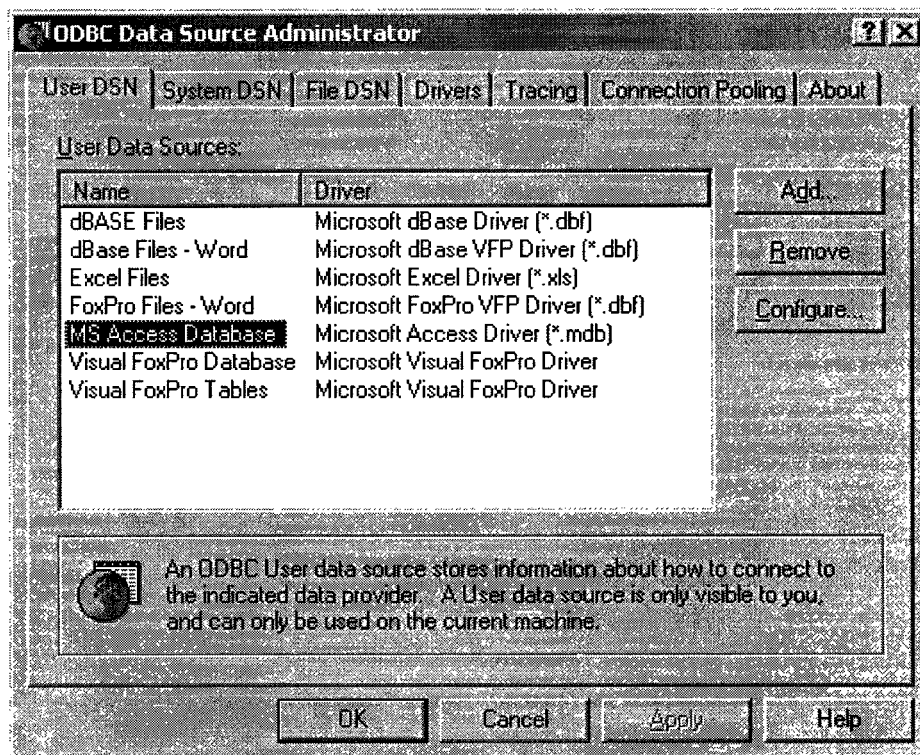 ODBC Data Source Administrator
User DSN System DSN File DSN Drivers Tracing Connection Pooling About
User Data Sources:
Name Driver
dBASE Files Microsoft dBase Driver (*.dbf)
dBase Files - Word Microsoft dBase VFP Driver (*.dbf)
Excel Files Microsoft Excel Driver (*.xls)
FoxPro Files - Word Microsoft FoxPro VFP Driver (*.dbf)
MS Access Database Microsoft Access Driver (*.mdb)
Visual FoxPro Database Microsoft Visual FoxPro Driver
Visual FoxPro Tables Microsoft Visual FoxPro Driver
Add...
Remove
Configure...
An ODBC User data source stores information about how to connect to
the indicated data provider. A User data source is only visible to you,
and can only be used on the current machine.
OK Cancel Apply Help